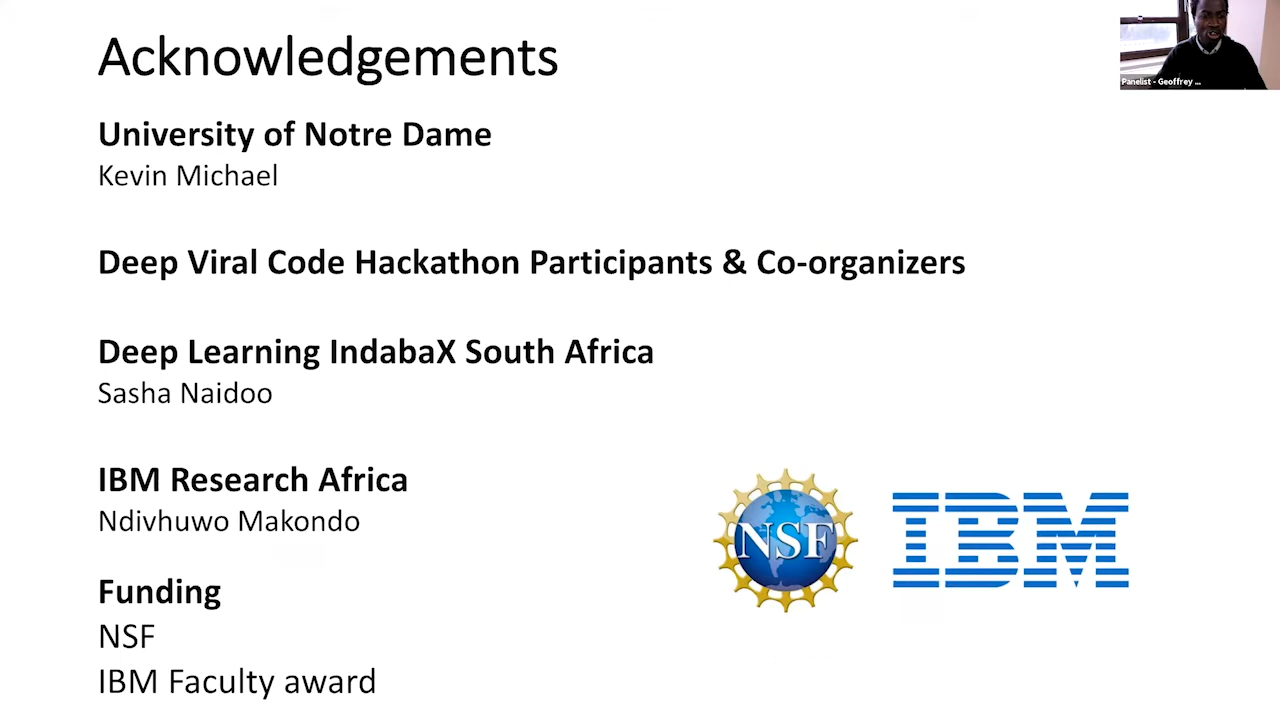 Acknowledgements
Panelist - Geoffrey ...
University of Notre Dame
Kevin Michael
Deep Viral Code Hackathon Participants & Co-organizers
Deep Learning IndabaX South Africa
Sasha Naidoo
IBM Research Africa
Ndivhuwo Makondo
NSF
IBM
Funding
NSF
IBM Faculty award